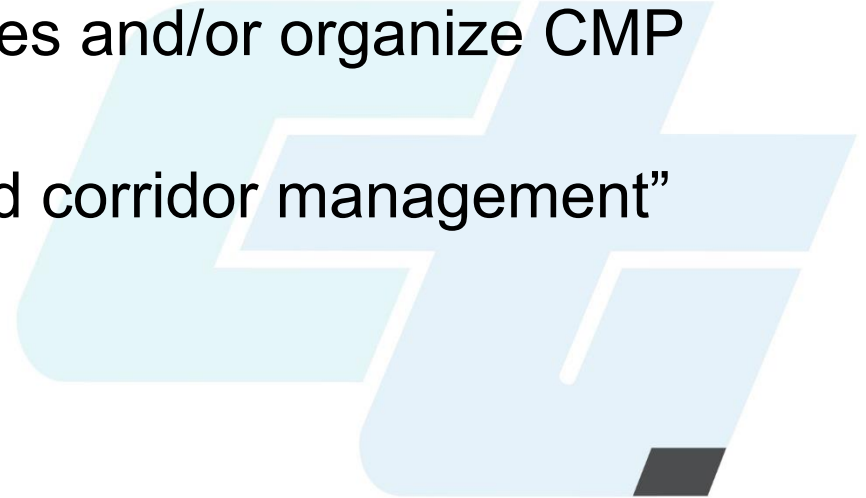 es and/or organize CMP
d corridor management”